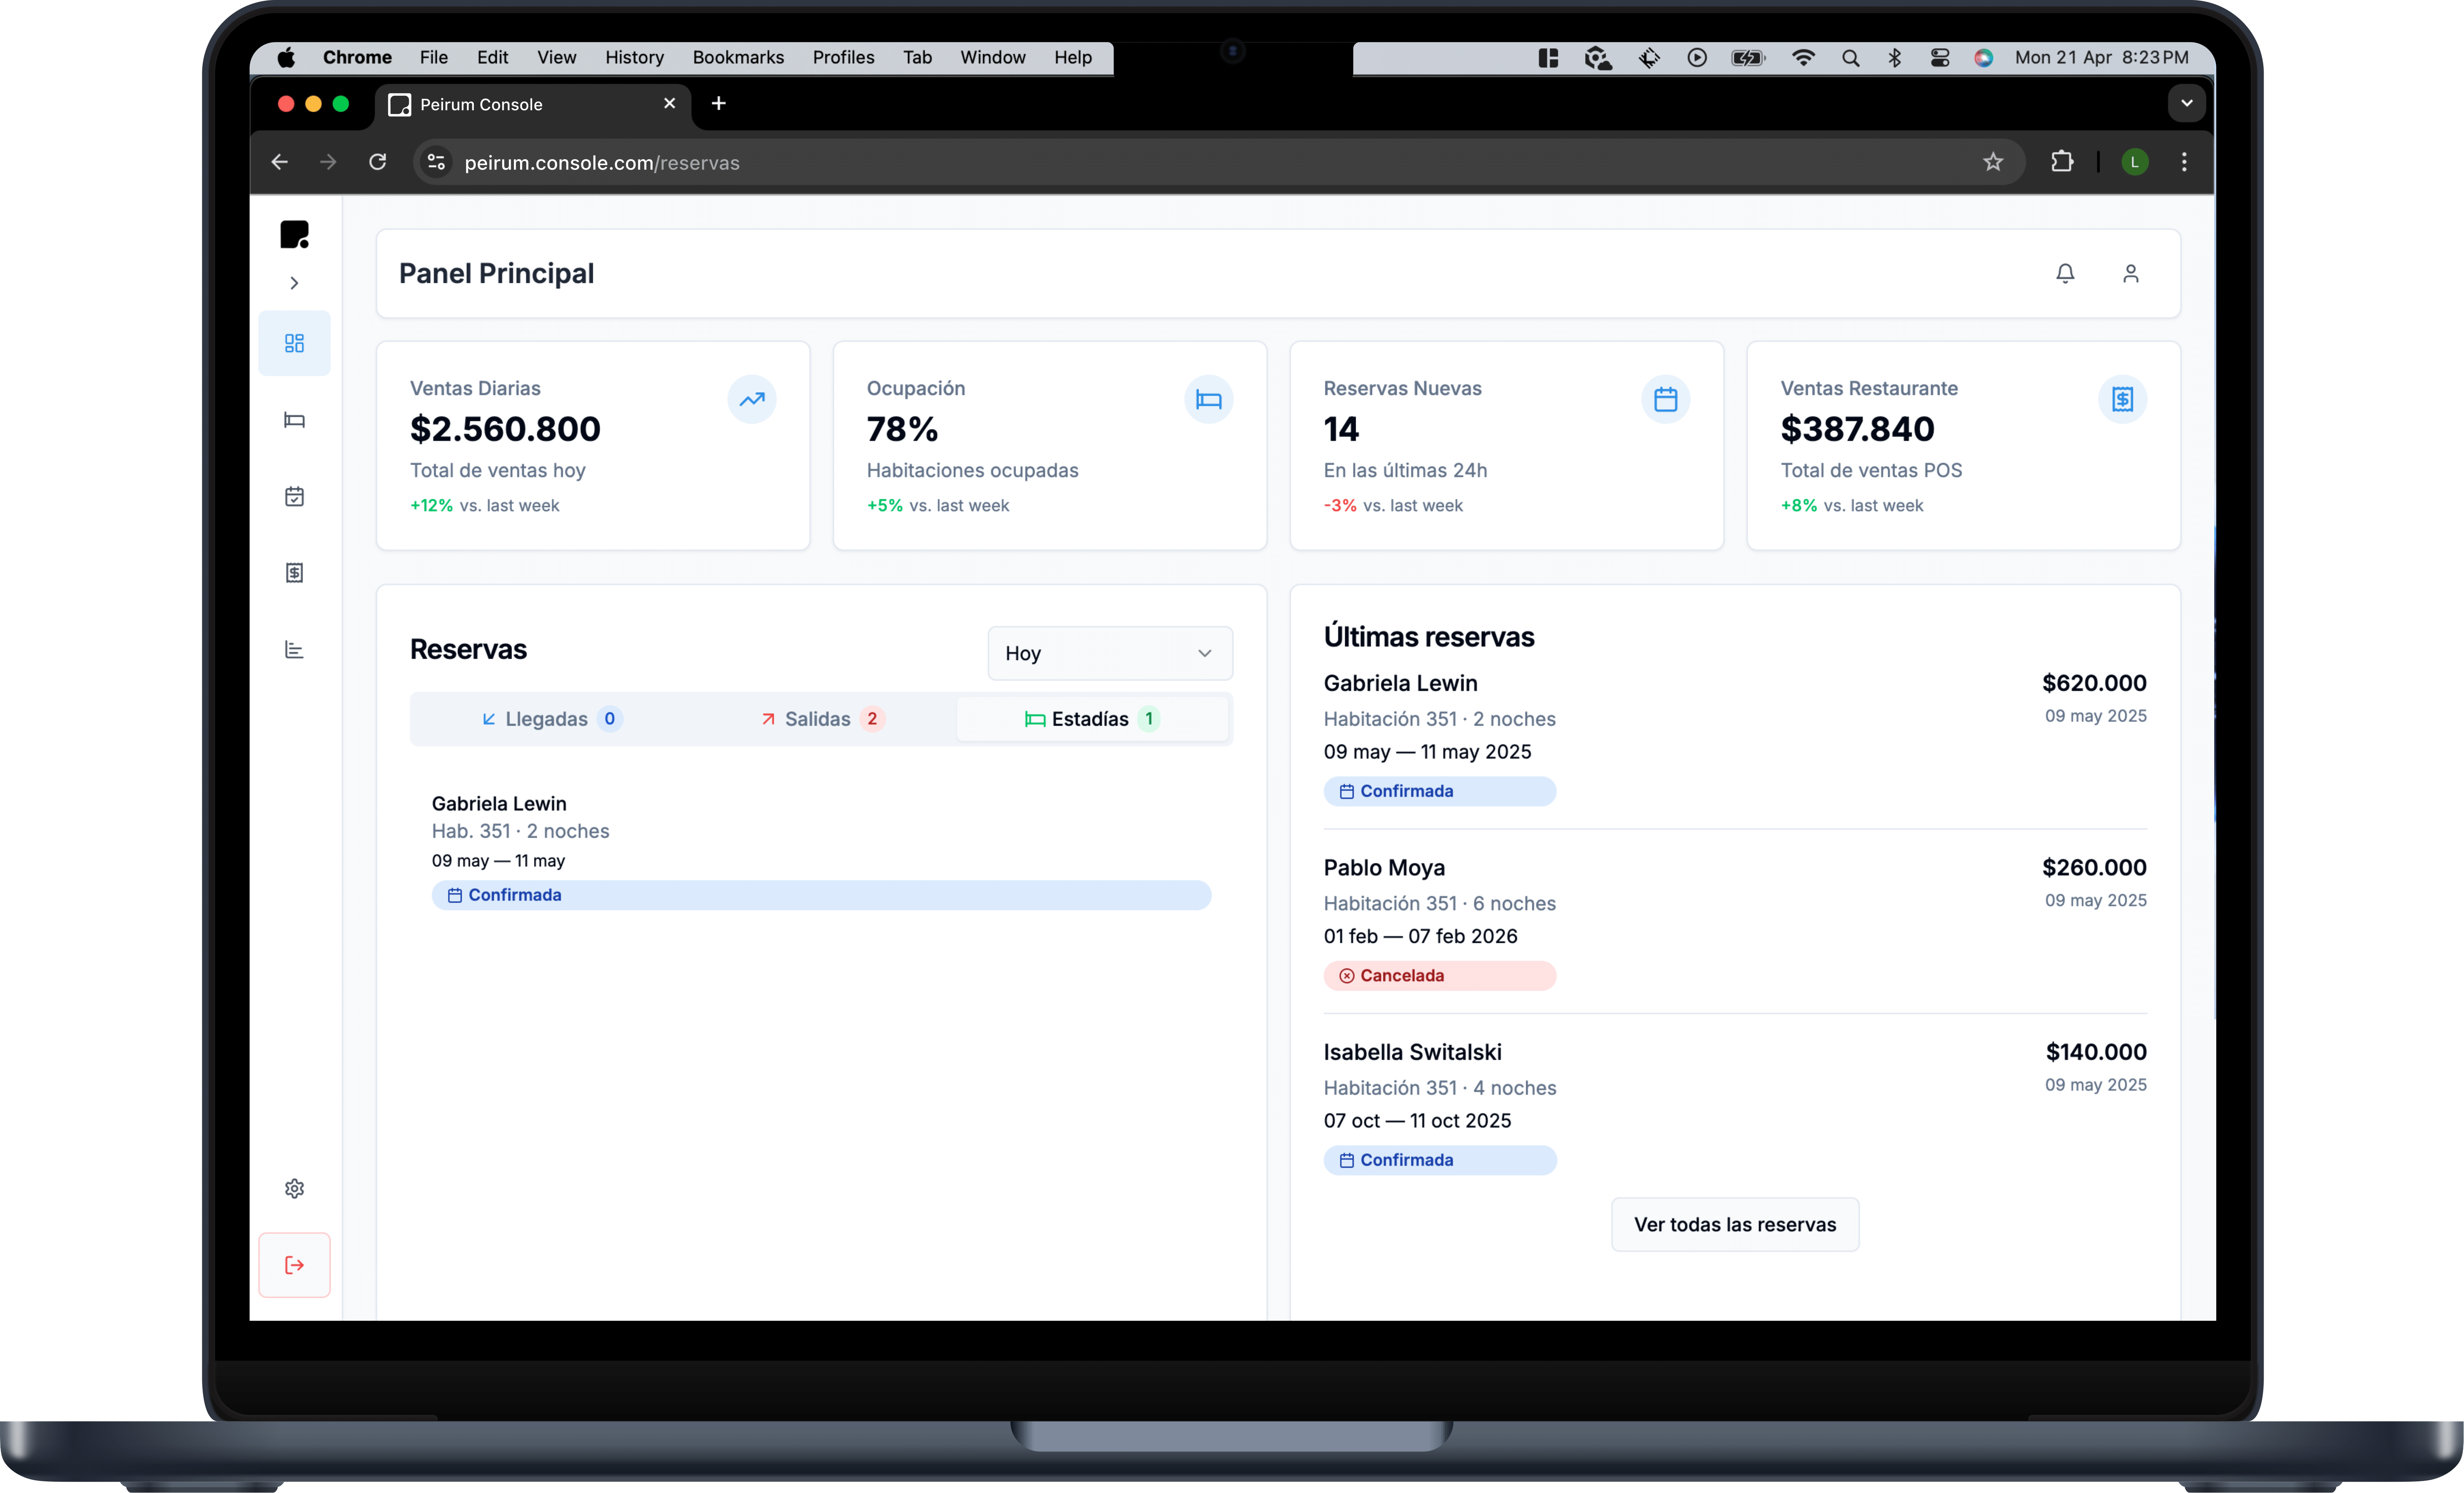 Chrome File Edit View History Bookmarks Profiles Tab Window Help Mon 21 Apr 8:23 PM
Peirum Console
peirum.console.com/reservas
L
Panel Principal
Ventas Diarias
$2.560.800
Total de ventas hoy
+12% vs. last week
Ocupación
78%
Habitaciones ocupadas
+5% vs. last week
Reservas Nuevas
14
En las últimas 24h
-3% vs. last week
Ventas Restaurante
$387.840
Total de ventas POS
+8% vs. last week
Reservas
Hoy
Llegadas 0
Salidas 2
Estadías 1
Gabriela Lewin
Hab. 351 · 2 noches
09 may — 11 may
Confirmada
Últimas reservas
Gabriela Lewin
$620.000
Habitación 351 · 2 noches
09 may 2025
09 may — 11 may 2025
Confirmada
Pablo Moya
$260.000
Habitación 351 · 6 noches
09 may 2025
01 feb — 07 feb 2026
Cancelada
Isabella Switalski
$140.000
Habitación 351 · 4 noches
09 may 2025
07 oct — 11 oct 2025
Confirmada
Ver todas las reservas